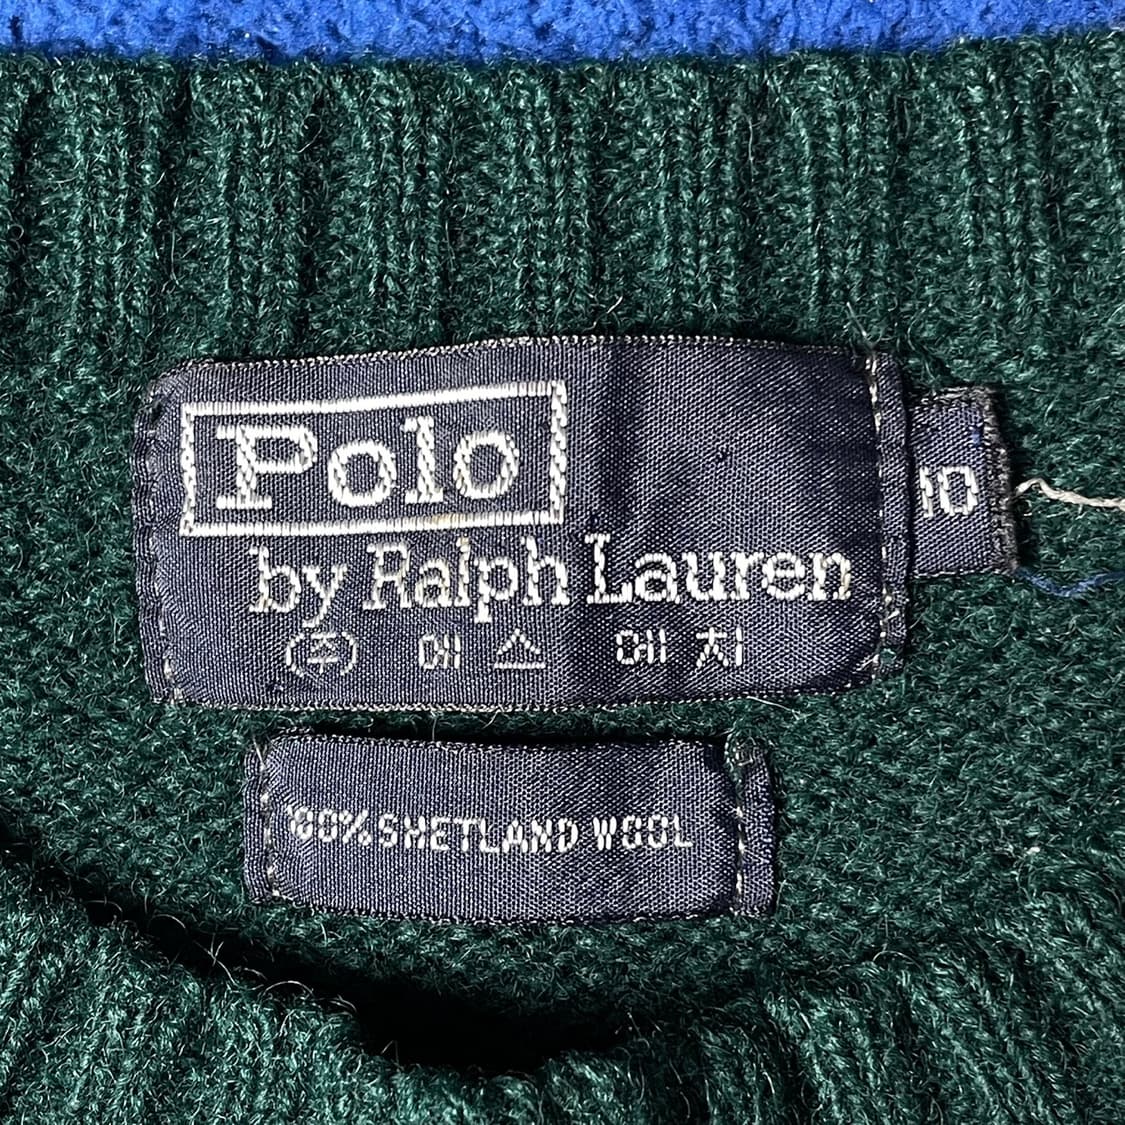 Polo
by Ralph Lauren
(주) 에스 에치
10
100% SHETLAND WOOL